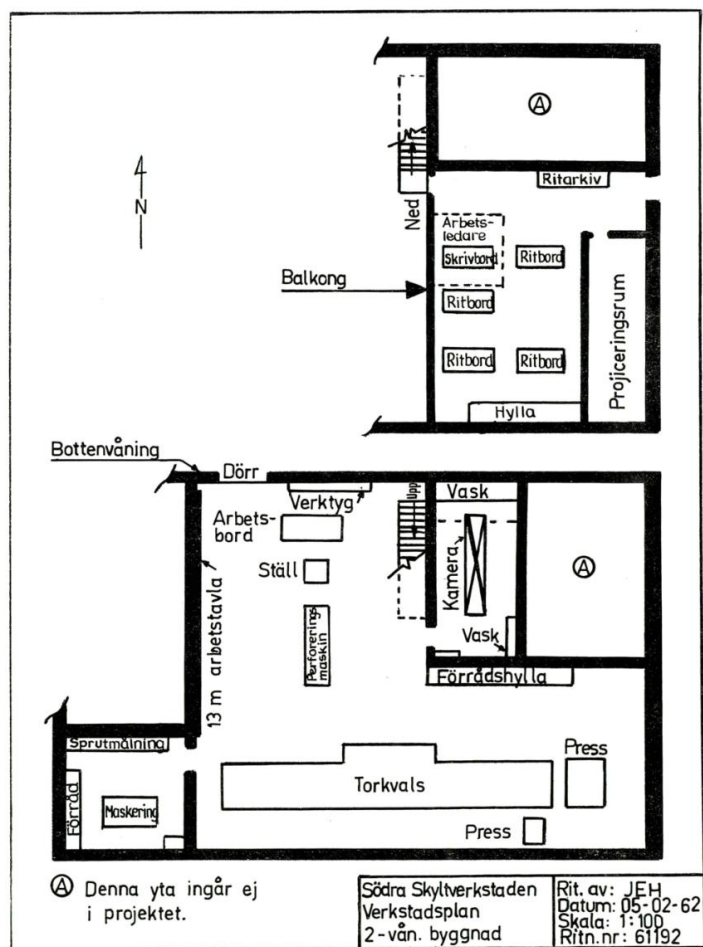 Ⓐ
Ritarkiv
N
Ned
Arbets-
ledare
Skrivbord
Ritbord
Balkong
Ritbord
Ritbord
Ritbord
Projiceringsrum
Hylla
Bottenvåning
Dörr
Verktyg
Upp
Vask
Arbets-
bord
Ställ
Kamera
Ⓐ
13 m arbetstavla
Perforerings
maskin
Vask
Förrådshylla
Sprutmålning
Press
Torkvals
Förråd
Maskering
Press
Ⓐ Denna yta ingår ej
i projektet.
Södra Skyltverkstaden
Verkstadsplan
2-vån. byggnad
Rit. av: JEH
Datum: 05-02-62
Skala: 1:100
Ritn.nr: 61192